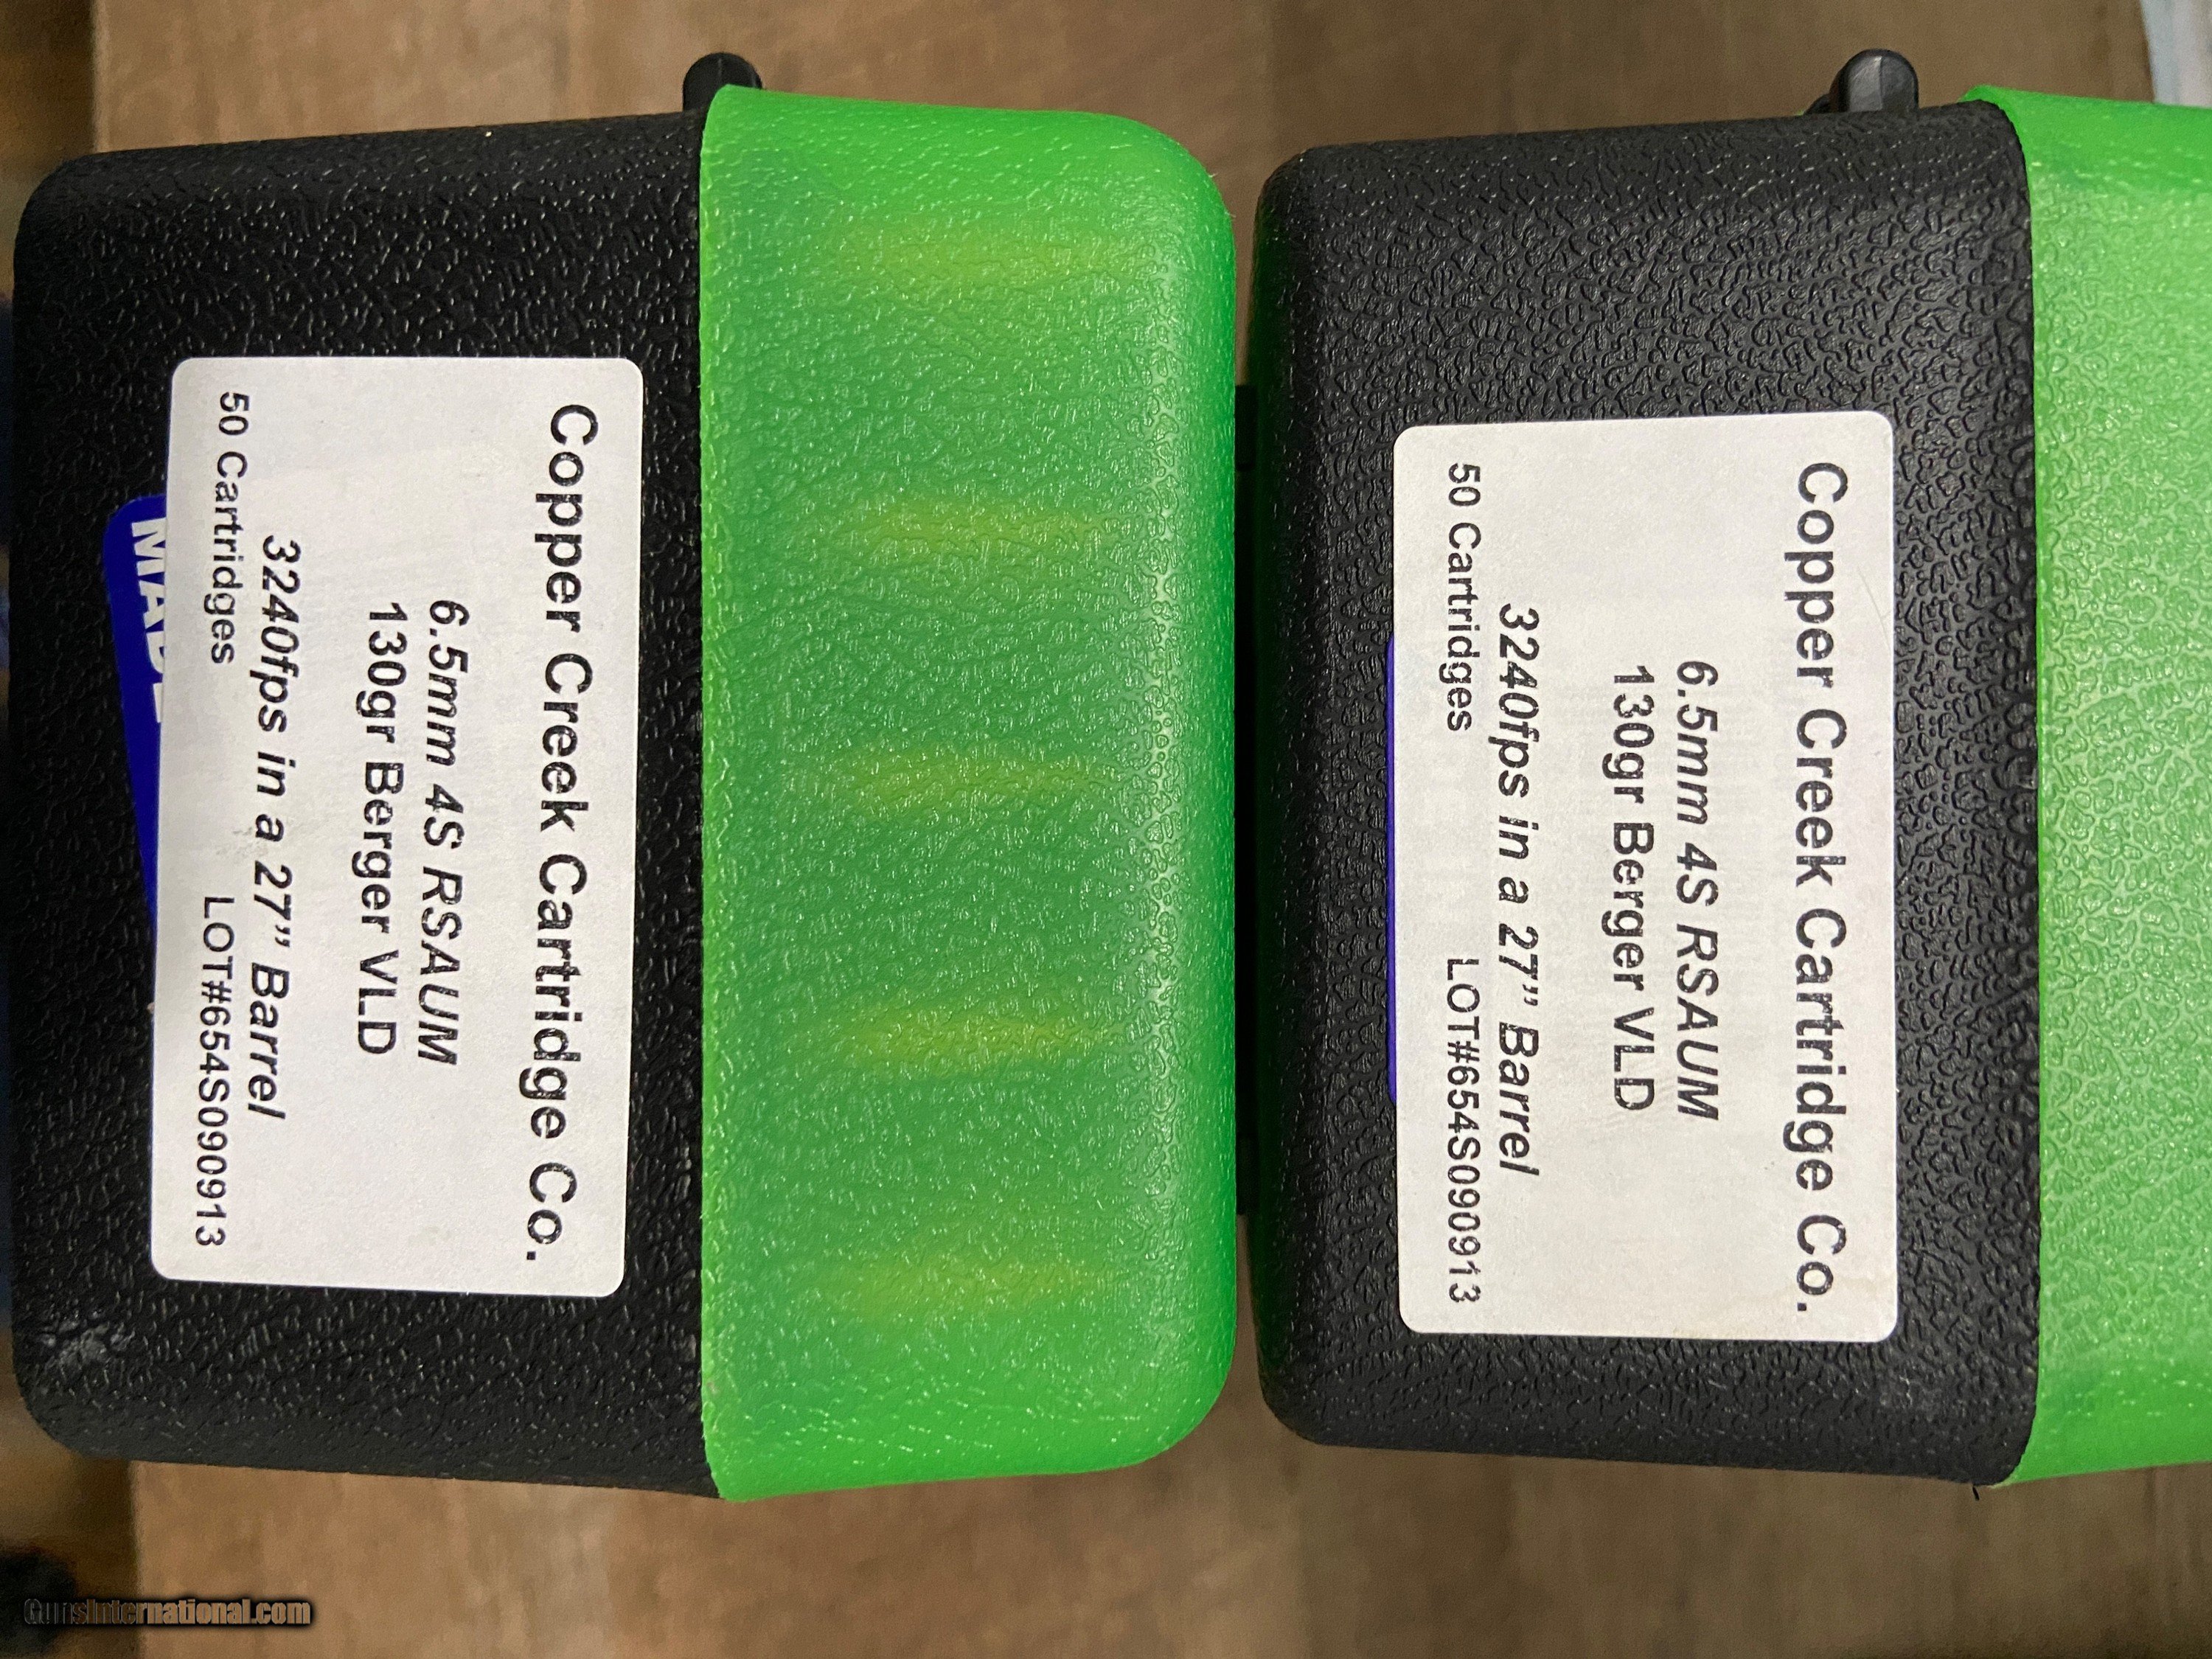 Copper Creek Cartridge Co.
6.5mm 4S RSAUM
130gr Berger VLD
3240fps in a 27” Barrel
50 Cartridges LOT#654S090913
MADE
Copper Creek Cartridge Co.
6.5mm 4S RSAUM
130gr Berger VLD
3240fps in a 27” Barrel
50 Cartridges LOT#654S090913
GunsInternational.com